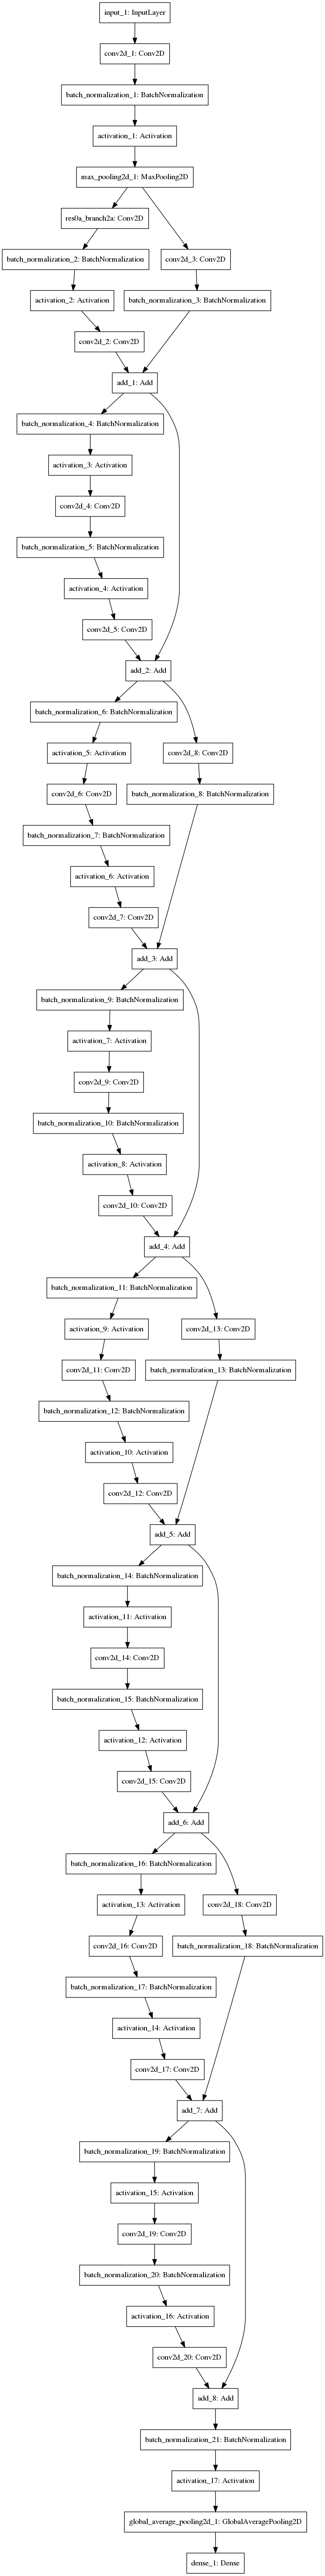 input_1: InputLayer
conv2d_1: Conv2D
batch_normalization_1: BatchNormalization
activation_1: Activation
max_pooling2d_1: MaxPooling2D
res0a_branch2a: Conv2D
conv2d_3: Conv2D
batch_normalization_2: BatchNormalization
batch_normalization_3: BatchNormalization
activation_2: Activation
conv2d_2: Conv2D
add_1: Add
batch_normalization_4: BatchNormalization
activation_3: Activation
conv2d_4: Conv2D
batch_normalization_5: BatchNormalization
activation_4: Activation
conv2d_5: Conv2D
add_2: Add
batch_normalization_6: BatchNormalization
activation_5: Activation
conv2d_8: Conv2D
conv2d_6: Conv2D
batch_normalization_8: BatchNormalization
batch_normalization_7: BatchNormalization
activation_6: Activation
conv2d_7: Conv2D
add_3: Add
batch_normalization_9: BatchNormalization
activation_7: Activation
conv2d_9: Conv2D
batch_normalization_10: BatchNormalization
activation_8: Activation
conv2d_10: Conv2D
add_4: Add
batch_normalization_11: BatchNormalization
activation_9: Activation
conv2d_13: Conv2D
conv2d_11: Conv2D
batch_normalization_13: BatchNormalization
batch_normalization_12: BatchNormalization
activation_10: Activation
conv2d_12: Conv2D
add_5: Add
batch_normalization_14: BatchNormalization
activation_11: Activation
conv2d_14: Conv2D
batch_normalization_15: BatchNormalization
activation_12: Activation
conv2d_15: Conv2D
add_6: Add
batch_normalization_16: BatchNormalization
activation_13: Activation
conv2d_18: Conv2D
conv2d_16: Conv2D
batch_normalization_18: BatchNormalization
batch_normalization_17: BatchNormalization
activation_14: Activation
conv2d_17: Conv2D
add_7: Add
batch_normalization_19: BatchNormalization
activation_15: Activation
conv2d_19: Conv2D
batch_normalization_20: BatchNormalization
activation_16: Activation
conv2d_20: Conv2D
add_8: Add
batch_normalization_21: BatchNormalization
activation_17: Activation
global_average_pooling2d_1: GlobalAveragePooling2D
dense_1: Dense